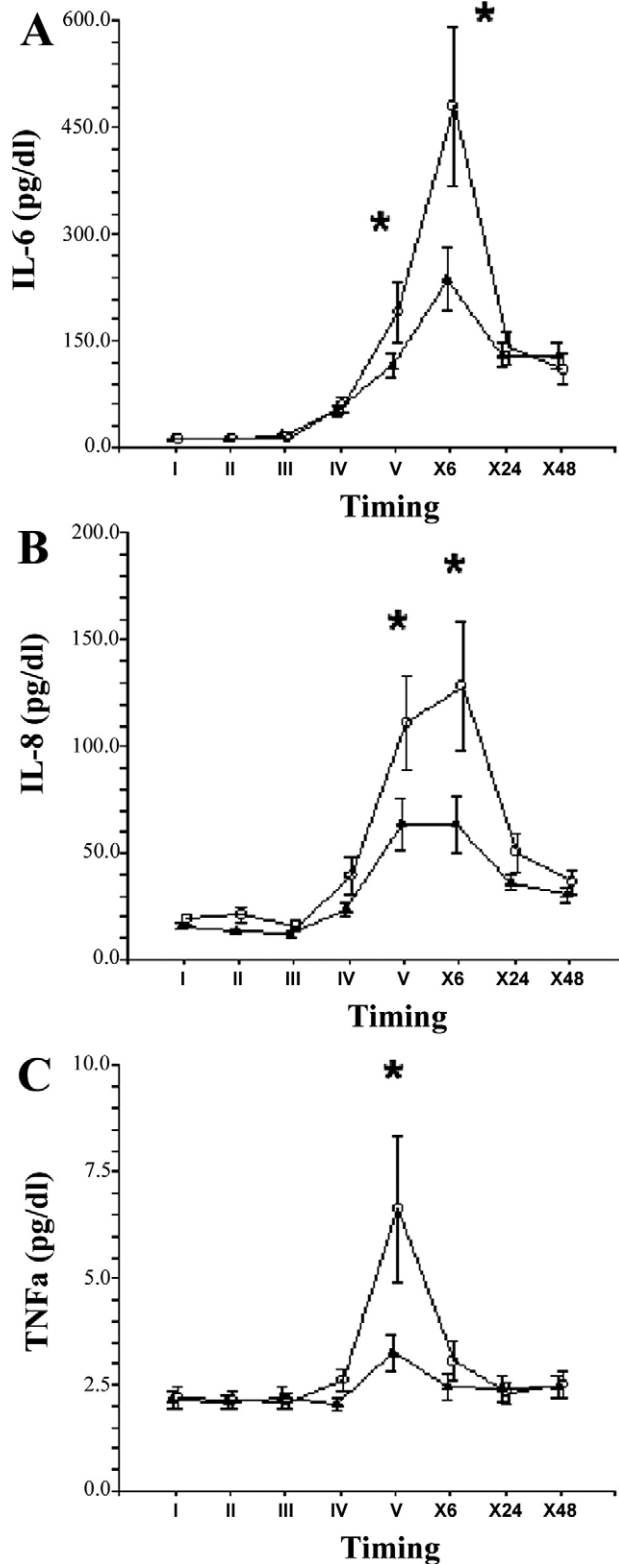 A
600.0
450.0
300.0
150.0
0.0
IL-6 (pg/dl)
*
*
I II III IV V X6 X24 X48
Timing
B
200.0
150.0
100.0
50.0
0.0
IL-8 (pg/dl)
*
*
I II III IV V X6 X24 X48
Timing
C
10.0
7.5
5.0
2.5
0.0
TNFa (pg/dl)
*
I II III IV V X6 X24 X48
Timing